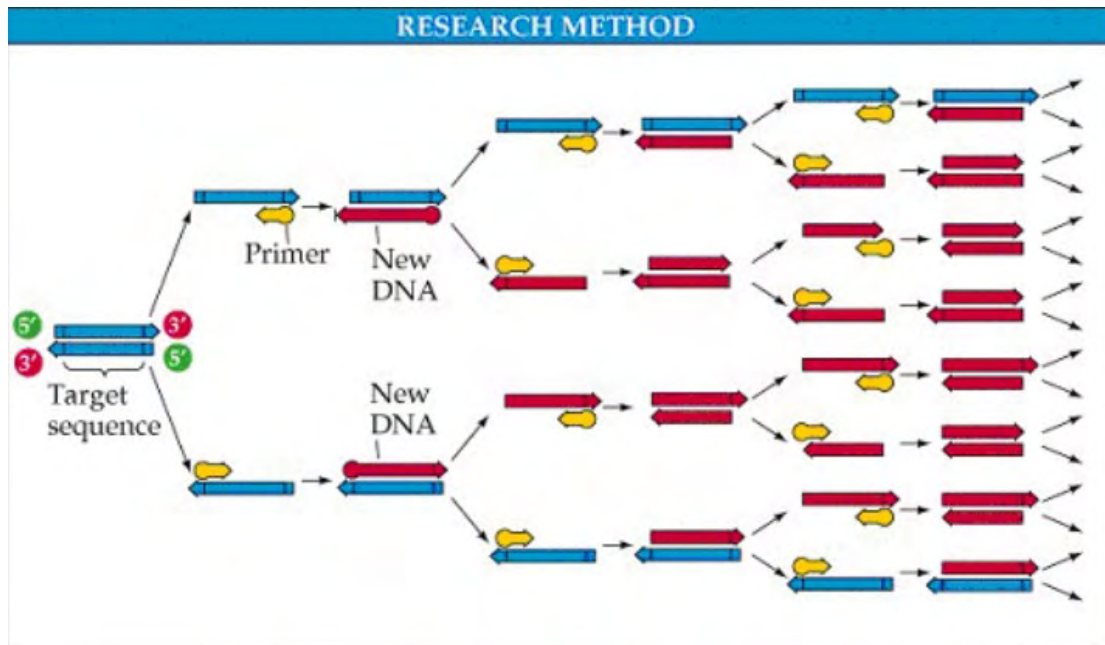 RESEARCH METHOD
Primer
New
DNA
5′ 3′
3′ 5′
Target
sequence
New
DNA